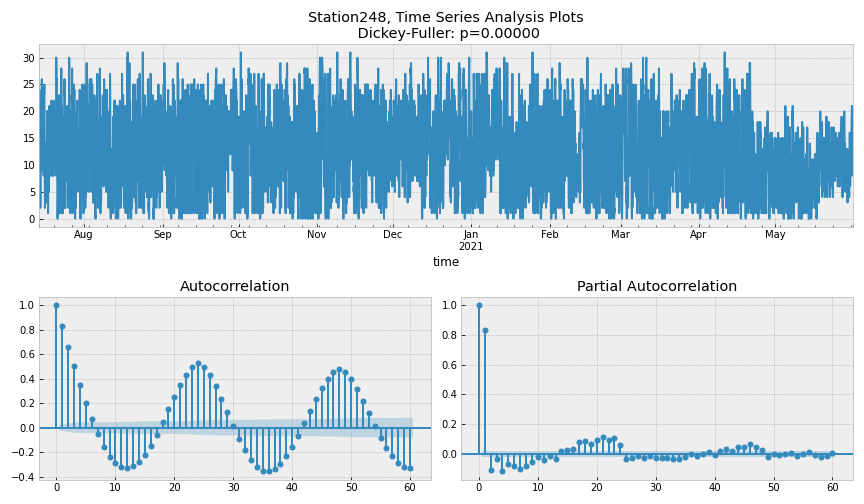 Station248, Time Series Analysis Plots
Dickey-Fuller: p=0.00000
30
25
20
15
10
5
0
Aug Sep Oct Nov Dec Jan Feb Mar Apr May
2021
time
Autocorrelation
1.0
0.8
0.6
0.4
0.2
0.0
−0.2
−0.4
0 10 20 30 40 50 60
Partial Autocorrelation
1.0
0.8
0.6
0.4
0.2
0.0
0 10 20 30 40 50 60